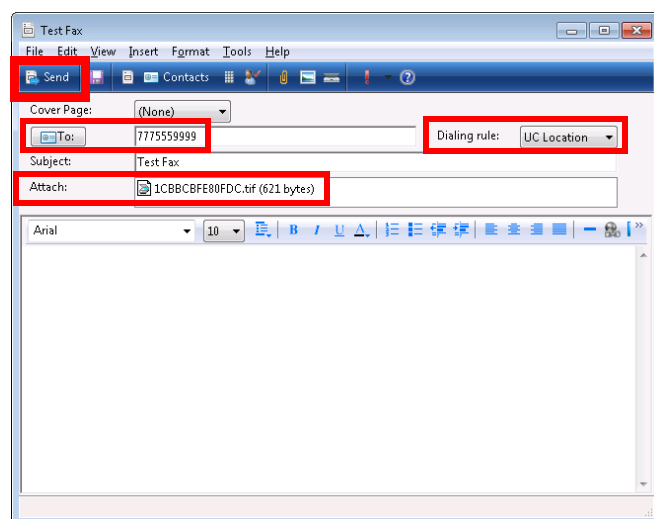 Test Fax
File Edit View Insert Format Tools Help
Send Contacts
Cover Page: (None)
To: 7775559999 Dialing rule: UC Location
Subject: Test Fax
Attach: 1CBBCBFE80FDC.tif (621 bytes)
Arial 10 B I U A